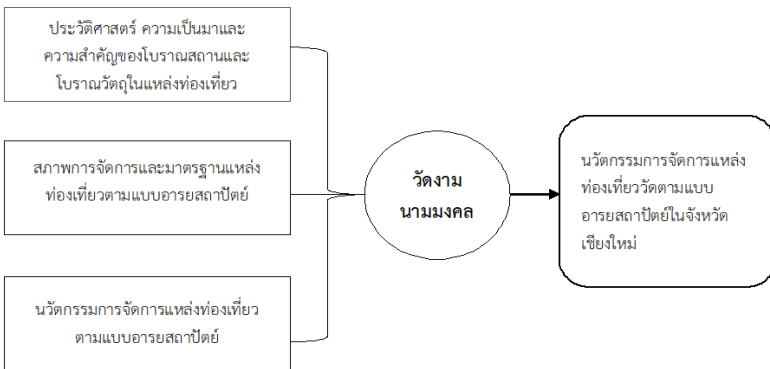 ประวัติศาสตร์ ความเป็นมาและ
ความสำคัญของโบราณสถานและ
โบราณวัตถุในแหล่งท่องเที่ยว
สภาพการจัดการและมาตรฐานแหล่ง
ท่องเที่ยวตามแบบอารยสถาปัตย์
นวัตกรรมการจัดการแหล่งท่องเที่ยว
ตามแบบอารยสถาปัตย์
วัดงาม
นามมงคล
นวัตกรรมการจัดการแหล่ง
ท่องเที่ยววัดตามแบบ
อารยสถาปัตย์ในจังหวัด
เชียงใหม่